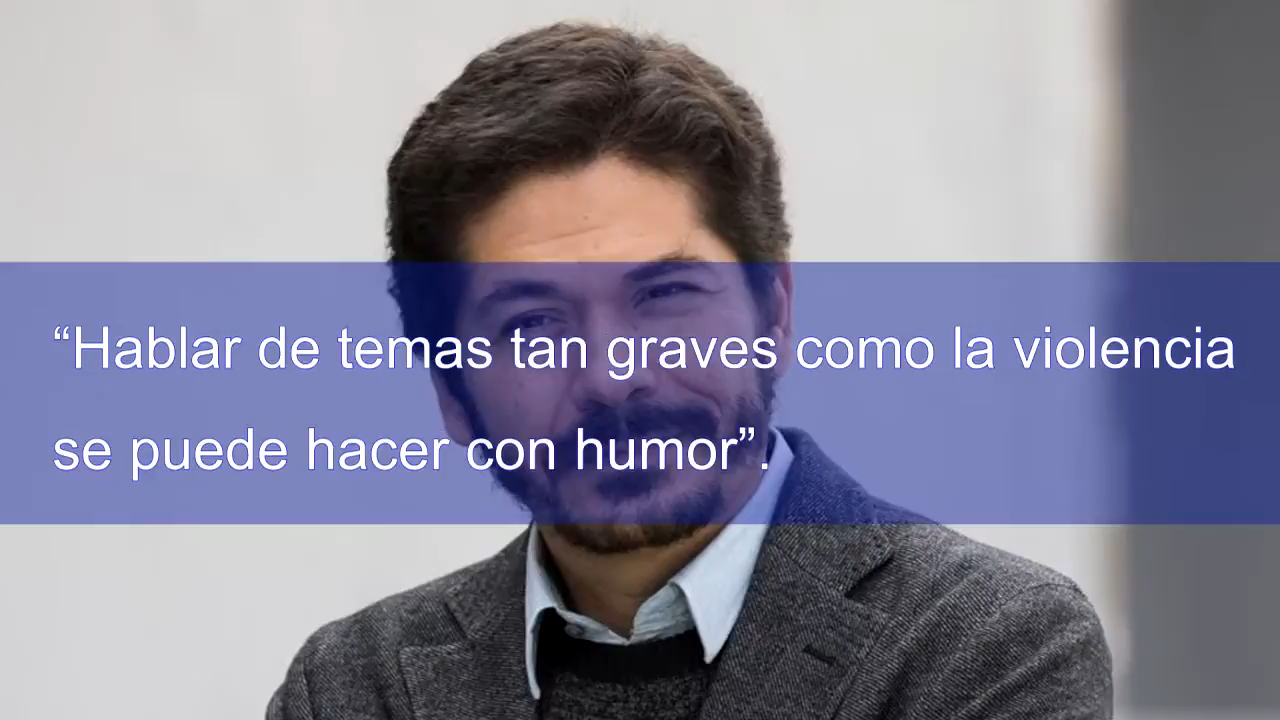 “Hablar de temas tan graves como la violencia
se puede hacer con humor”.